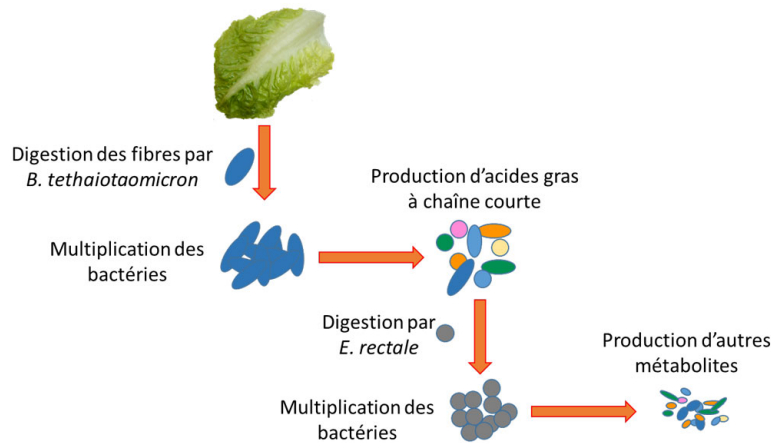 Digestion des fibres par
B. tethaiotaomicron
Production d'acides gras
à chaîne courte
Multiplication des
bactéries
Digestion par
E. rectale
Production d'autres
métabolites
Multiplication des
bactéries